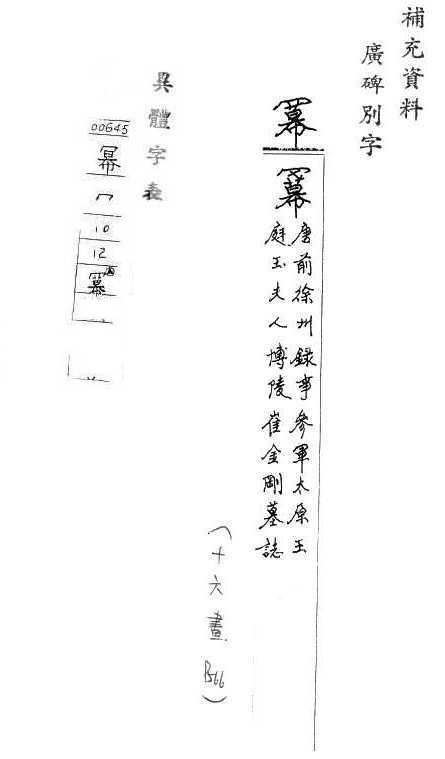 補充資料
廣碑別字
冪
唐前徐州錄事參軍太原王
庭玉夫人博陵崔金剛墓誌
（十六畫 B66）
異體字表
00645
冪
冖
10
12